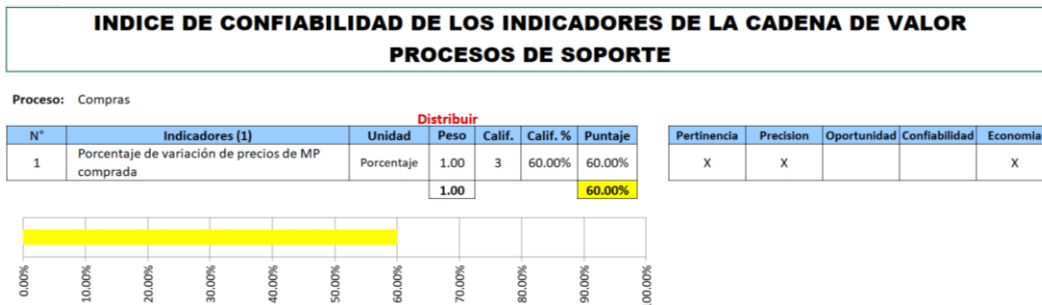 INDICE DE CONFIABILIDAD DE LOS INDICADORES DE LA CADENA DE VALOR
PROCESOS DE SOPORTE
Proceso: Compras
Distribuir
N° Indicadores (1) Unidad Peso Calif. Calif. % Puntaje Pertinencia Precision Oportunidad Confiabilidad Economia
1 Porcentaje de variación de precios de MP comprada Porcentaje 1.00 3 60.00% 60.00% X X X
1.00 60.00%
0.00% 10.00% 20.00% 30.00% 40.00% 50.00% 60.00% 70.00% 80.00% 90.00% 00.00%